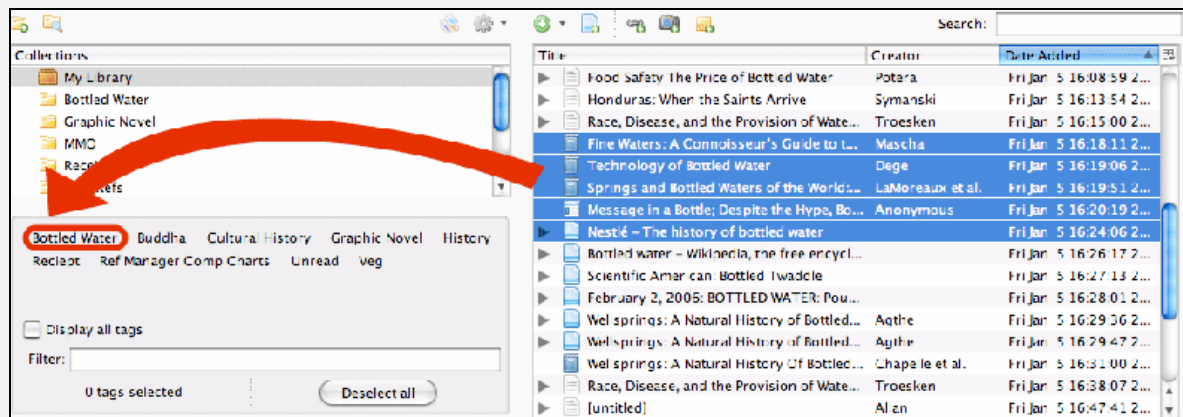 Search:
Collections
My Library
Bottled Water
Graphic Novel
MMO
Bottled Water Buddha Cultural History Graphic Novel History
Reciept Ref Manager Comp Charts Unread Veg
Display all tags
Filter:
0 tags selected Deselect all
Title Creator Date Added
Food Safety The Price of Bottled Water Potera Fri Jan 5 16:08:59 2...
Honduras: When the Saints Arrive Symanski Fri Jan 5 16:13:54 2...
Race, Disease, and the Provision of Wate... Troesken Fri Jan 5 16:15:00 2...
Fine Waters: A Connoisseur's Guide to t... Mascha Fri Jan 5 16:18:11 2...
Technology of Bottled Water Dege Fri Jan 5 16:19:06 2...
Springs and Bottled Waters of the World:... LaMoreaux et al. Fri Jan 5 16:19:51 2...
Message in a Bottle; Despite the Hype, Bo... Anonymous Fri Jan 5 16:20:19 2...
Nestlé – The history of bottled water Fri Jan 5 16:24:06 2...
Bottled water – Wikipedia, the free encycl... Fri Jan 5 16:26:17 2...
Scientific American: Bottled Twaddle Fri Jan 5 16:27:13 2...
February 2, 2006: BOTTLED WATER: Pou... Fri Jan 5 16:28:01 2...
Wellsprings: A Natural History of Bottled... Agthe Fri Jan 5 16:29:36 2...
Wellsprings: A Natural History of Bottled... Agthe Fri Jan 5 16:29:47 2...
Wellsprings: A Natural History Of Bottled... Chapelle et al. Fri Jan 5 16:31:00 2...
Race, Disease, and the Provision of Wate... Troesken Fri Jan 5 16:38:07 2...
[untitled] Allan Fri Jan 5 16:47:41 2...